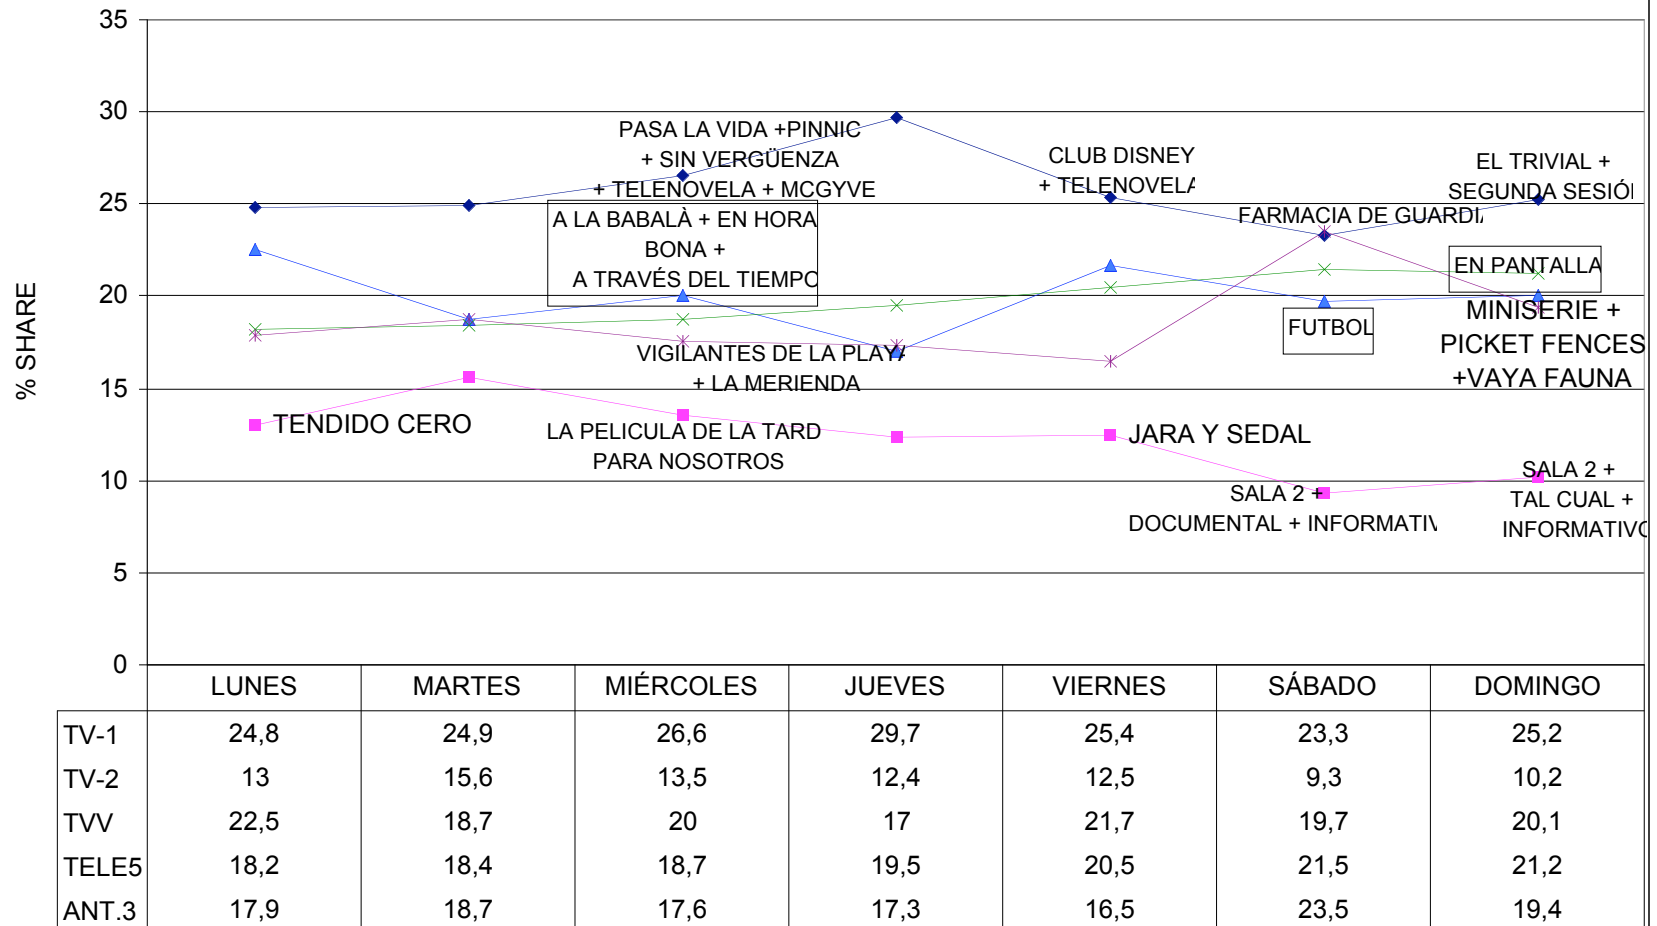 35
30
25
20
15
10
5
0
% SHARE
PASA LA VIDA +PINNIC
+ SIN VERGÜENZA
+ TELENOVELA + MCGYVE
A LA BABALÀ + EN HORA
BONA +
A TRAVÉS DEL TIEMPO
VIGILANTES DE LA PLAYA
+ LA MERIENDA
TENDIDO CERO
LA PELICULA DE LA TARD
PARA NOSOTROS
CLUB DISNEY
+ TELENOVELA
JARA Y SEDAL
FARMACIA DE GUARDIA
FUTBOL
SALA 2 +
DOCUMENTAL + INFORMATIV
EL TRIVIAL +
SEGUNDA SESIÓ
EN PANTALLA
MINISERIE +
PICKET FENCES
+VAYA FAUNA
SALA 2 +
TAL CUAL +
INFORMATIVO
LUNES MARTES MIÉRCOLES JUEVES VIERNES SÁBADO DOMINGO
TV-1 24,8 24,9 26,6 29,7 25,4 23,3 25,2
TV-2 13 15,6 13,5 12,4 12,5 9,3 10,2
TVV 22,5 18,7 20 17 21,7 19,7 20,1
TELE5 18,2 18,4 18,7 19,5 20,5 21,5 21,2
ANT.3 17,9 18,7 17,6 17,3 16,5 23,5 19,4